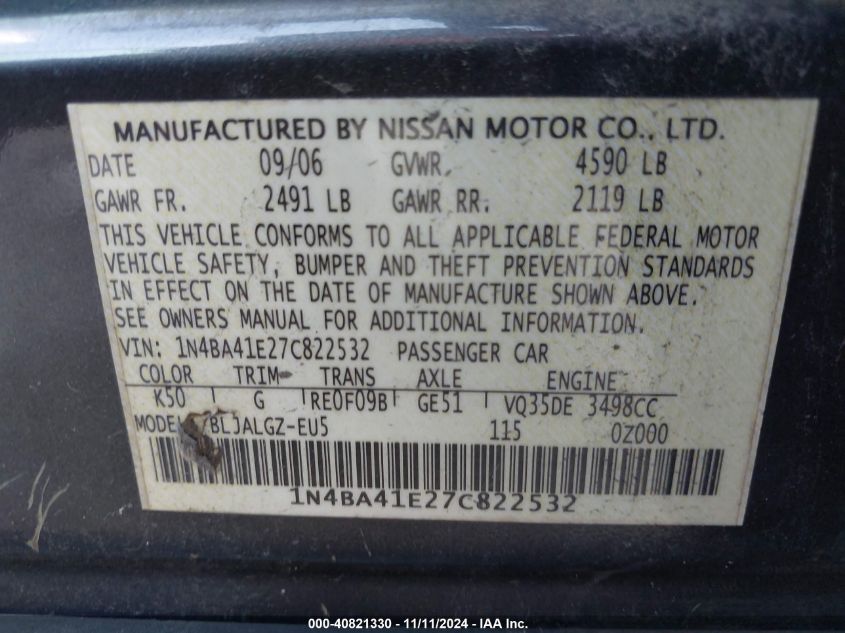 MANUFACTURED BY NISSAN MOTOR CO., LTD.
DATE 09/06 GVWR. 4590 LB
GAWR FR. 2491 LB GAWR RR. 2119 LB
THIS VEHICLE CONFORMS TO ALL APPLICABLE FEDERAL MOTOR
VEHICLE SAFETY, BUMPER AND THEFT PREVENTION STANDARDS
IN EFFECT ON THE DATE OF MANUFACTURE SHOWN ABOVE.
SEE OWNERS MANUAL FOR ADDITIONAL INFORMATION.
VIN: 1N4BA41E27C822532 PASSENGER CAR
COLOR TRIM TRANS AXLE ENGINE
K50 G RE0F09B GE51 VQ35DE 3498CC
MODEL BLJALGZ-EU5 115 0Z000
1N4BA41E27C822532
000-40821330 - 11/11/2024 - IAA Inc.